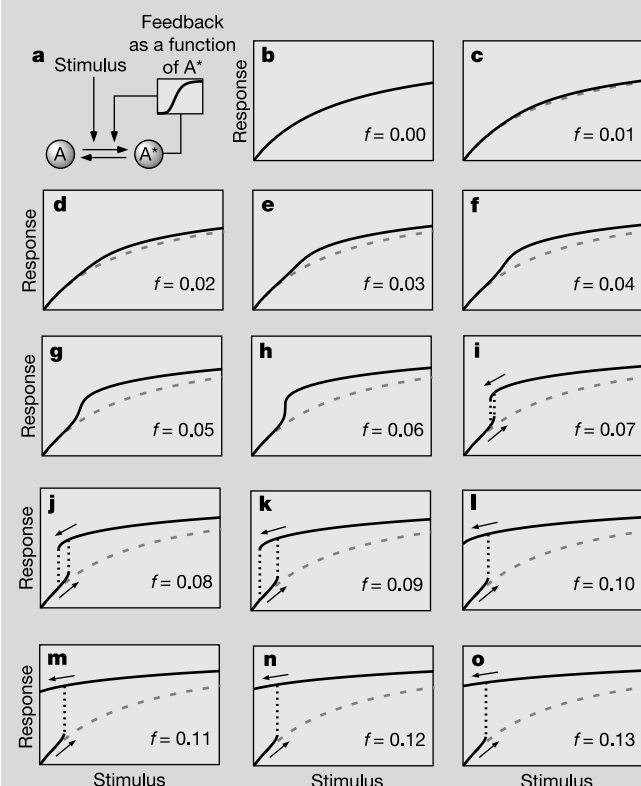 a
Feedback
as a function
of A*
Stimulus
A
A*
b
Response
f = 0.00
c
f = 0.01
d
Response
f = 0.02
e
f = 0.03
f
f = 0.04
g
Response
f = 0.05
h
f = 0.06
i
f = 0.07
j
Response
f = 0.08
k
f = 0.09
l
f = 0.10
m
Response
f = 0.11
n
f = 0.12
o
f = 0.13
Stimulus
Stimulus
Stimulus